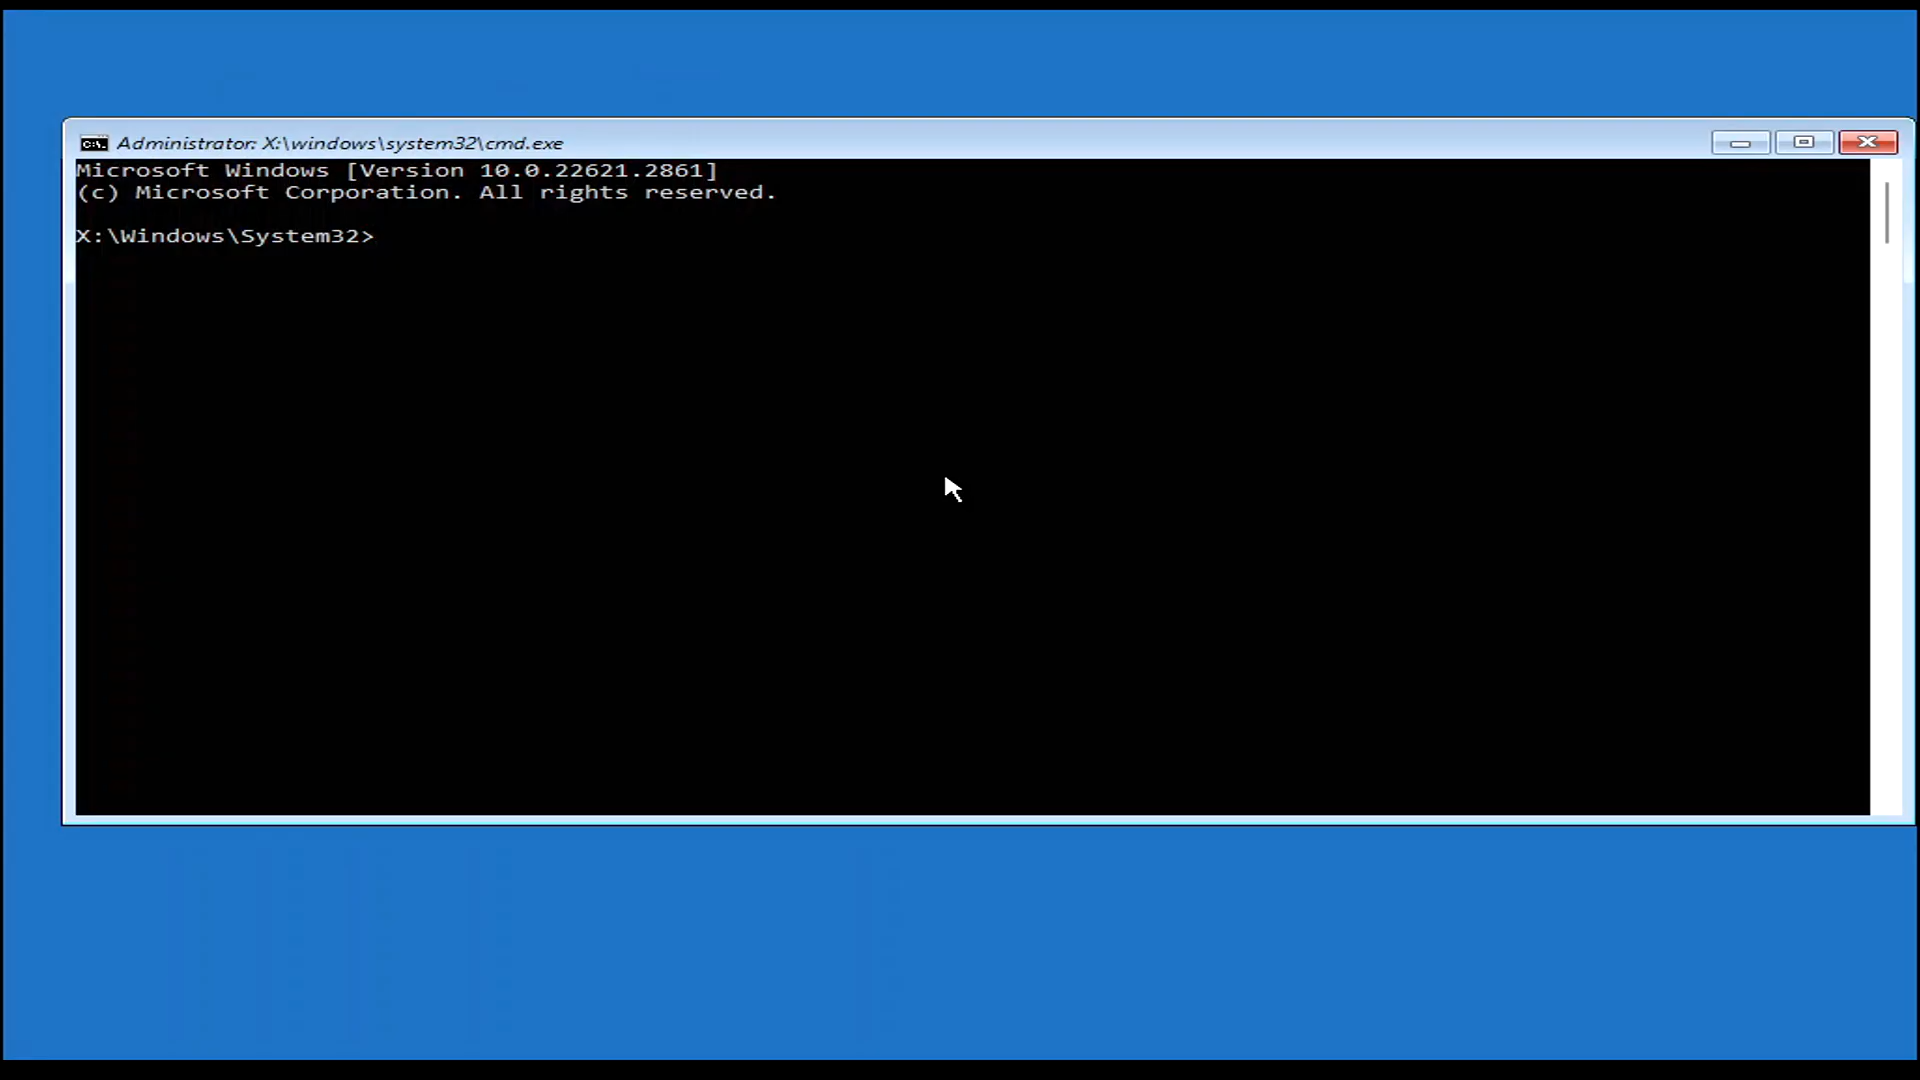 Administrator: X:\windows\system32\cmd.exe
Microsoft Windows [Version 10.0.22621.2861]
(c) Microsoft Corporation. All rights reserved.
X:\Windows\System32>